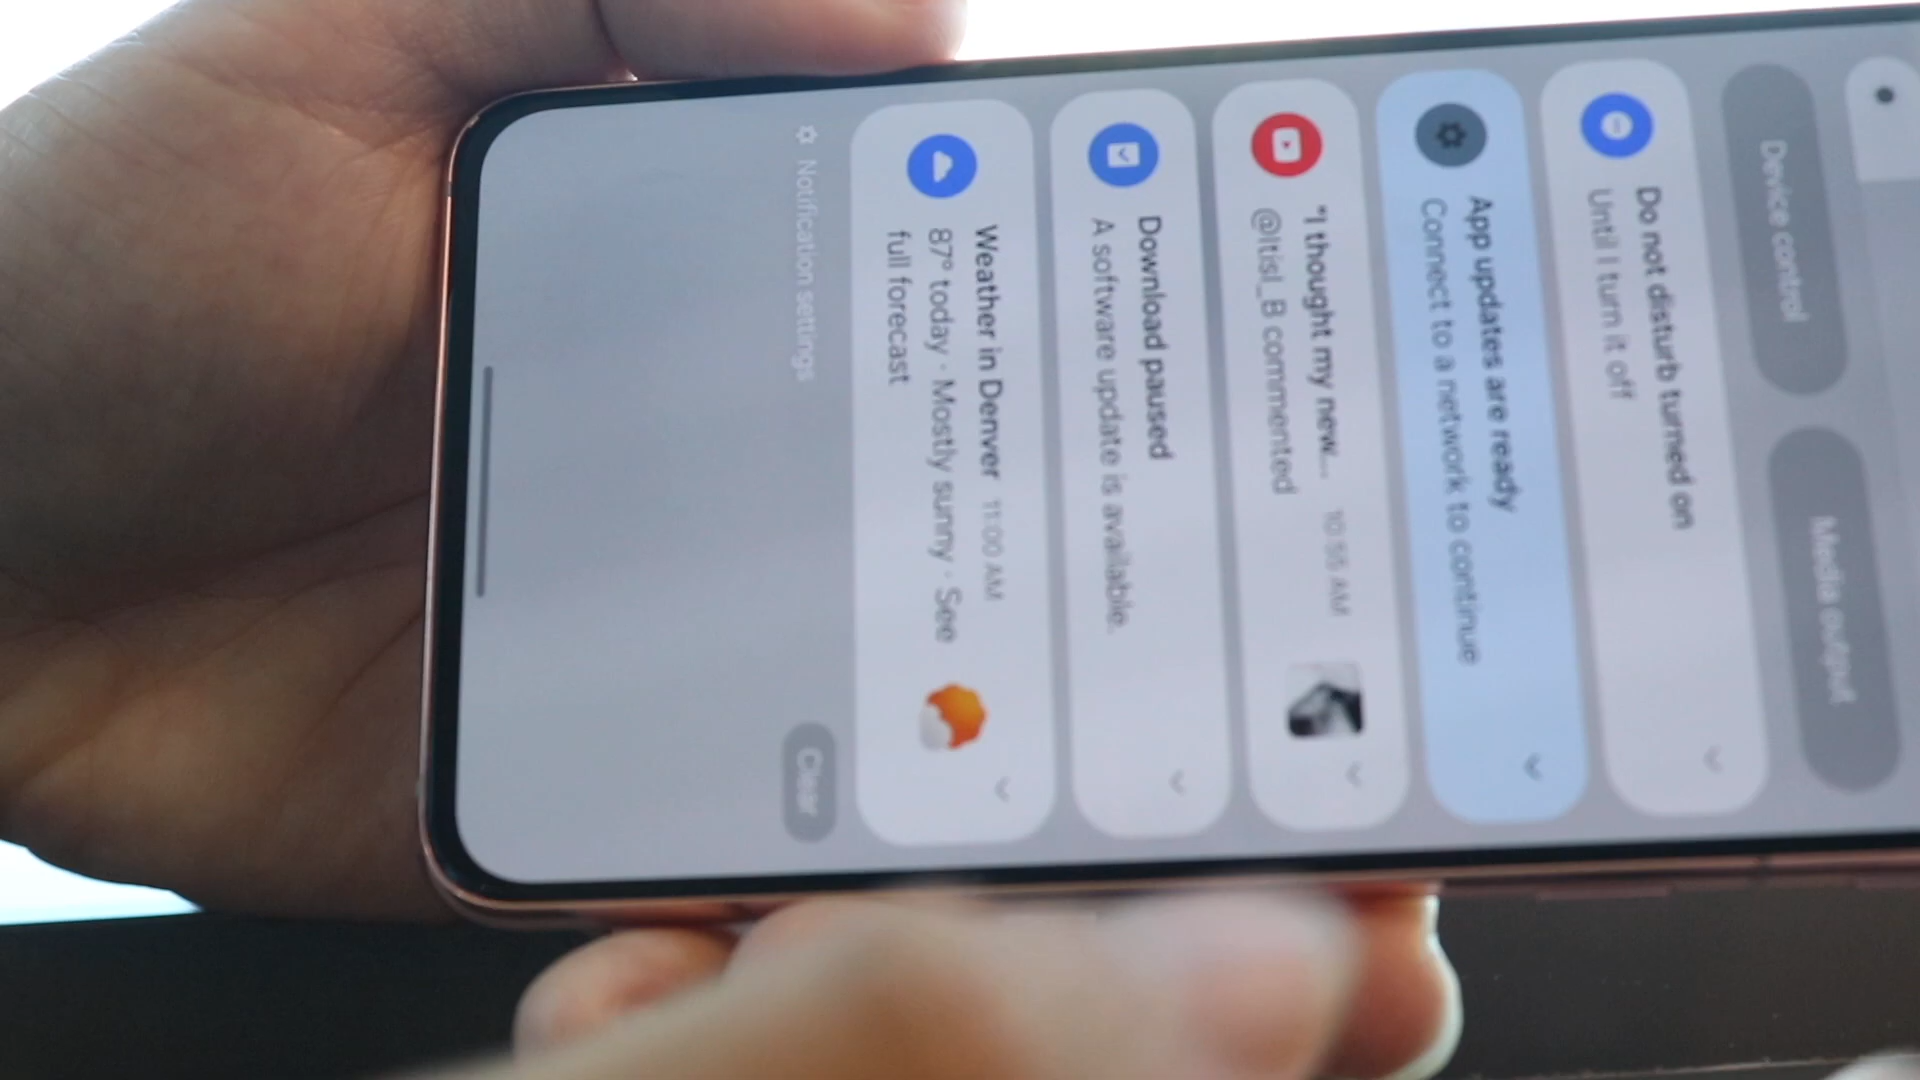 Device control
Media output
Do not disturb turned on
Until I turn it off
App updates are ready
Connect to a network to continue
"I thought my new... 10:55 AM
@ltisl_B commented
Download paused
A software update is available.
Weather in Denver 11:00 AM
87° today · Mostly sunny · See
full forecast
Notification settings
Clear